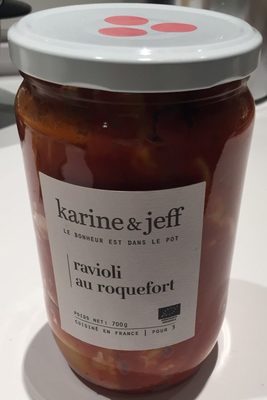 karine & jeff
LE BONHEUR EST DANS LE POT
ravioli
au roquefort
POIDS NET: 700g
CUISINÉ EN FRANCE | POUR 3